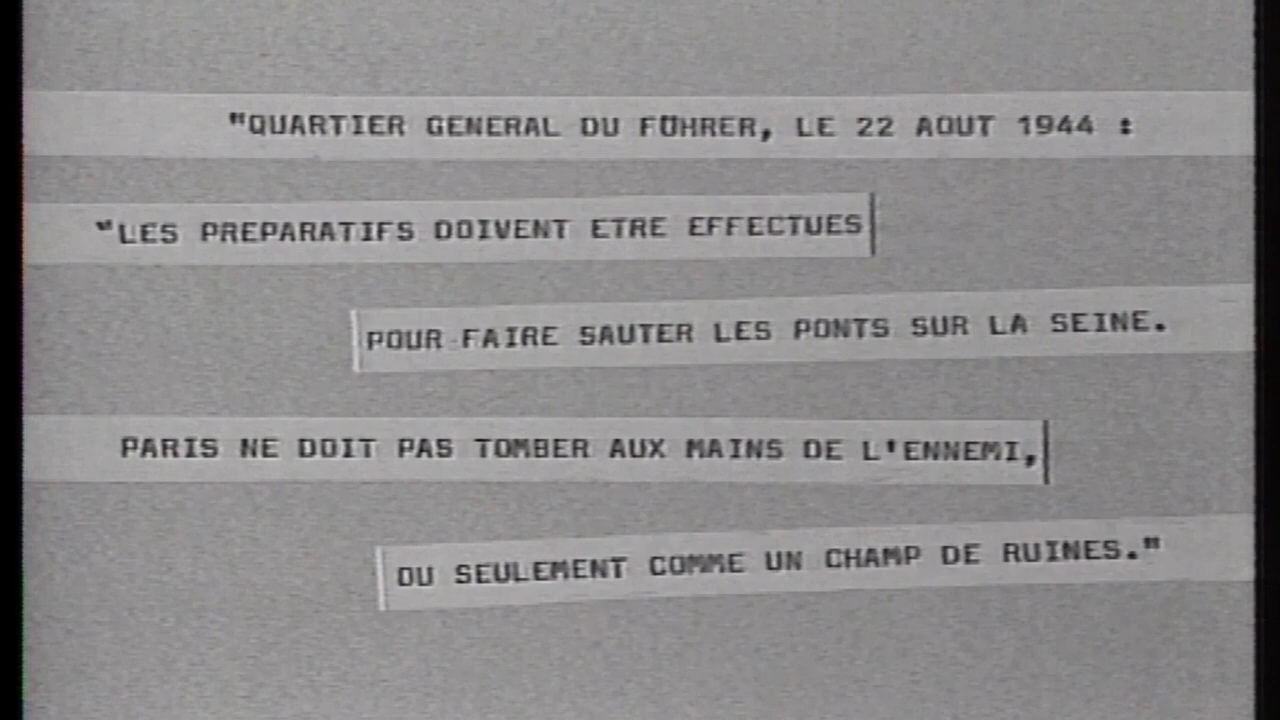 "QUARTIER GENERAL DU FÜHRER, LE 22 AOUT 1944 :
"LES PREPARATIFS DOIVENT ETRE EFFECTUES
POUR FAIRE SAUTER LES PONTS SUR LA SEINE.
PARIS NE DOIT PAS TOMBER AUX MAINS DE L'ENNEMI,
OU SEULEMENT COMME UN CHAMP DE RUINES."